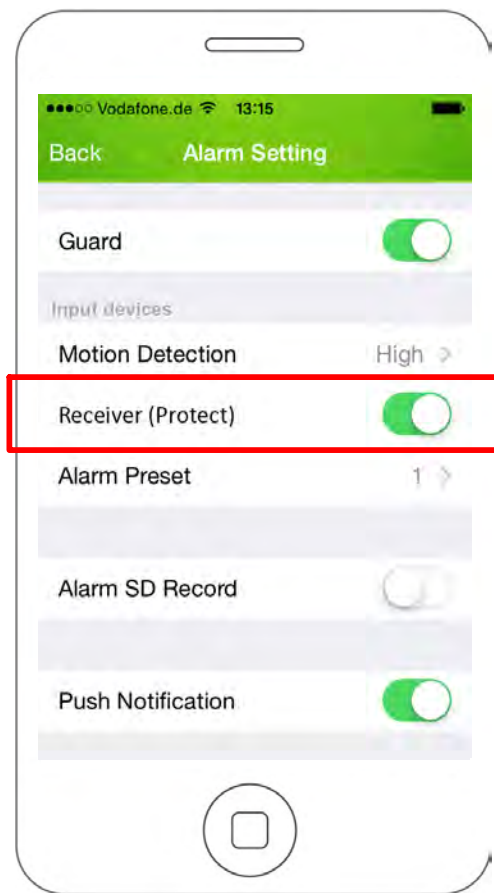 Vodafone.de 13:15
Back Alarm Setting
Guard
Input devices
Motion Detection High >
Receiver (Protect)
Alarm Preset 1 >
Alarm SD Record
Push Notification